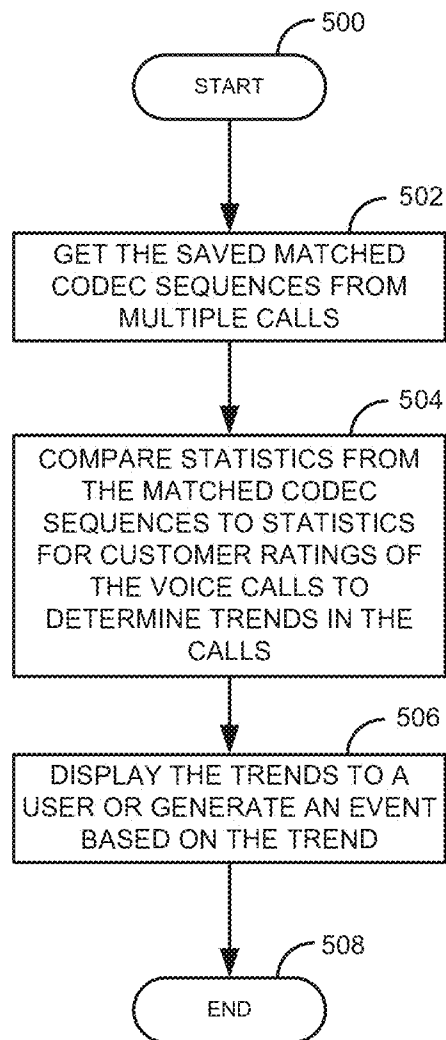 500
START
502
GET THE SAVED MATCHED
CODEC SEQUENCES FROM
MULTIPLE CALLS
504
COMPARE STATISTICS FROM
THE MATCHED CODEC
SEQUENCES TO STATISTICS
FOR CUSTOMER RATINGS OF
THE VOICE CALLS TO
DETERMINE TRENDS IN THE
CALLS
506
DISPLAY THE TRENDS TO A
USER OR GENERATE AN EVENT
BASED ON THE TREND
508
END